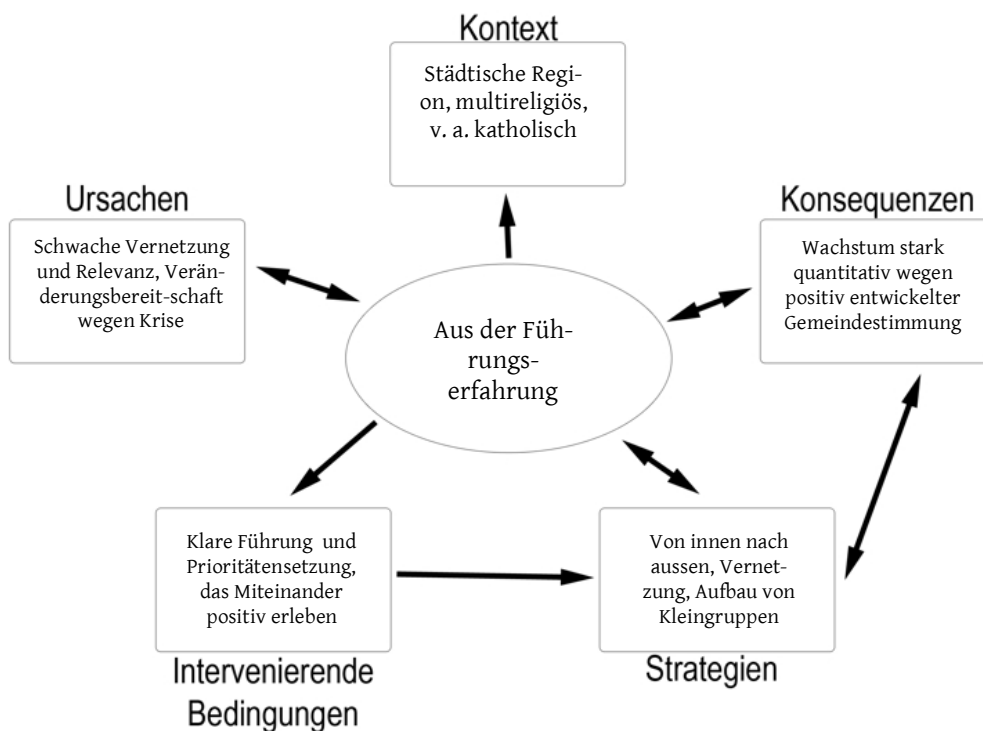 Kontext
Städtische Regi-
on, multireligiös,
v. a. katholisch
Ursachen
Schwache Vernetzung
und Relevanz, Verän-
derungsbereit-schaft
wegen Krise
Konsequenzen
Wachstum stark
quantitativ wegen
positiv entwickelter
Gemeindestimmung
Aus der Füh-
rungs-
erfahrung
Klare Führung und
Prioritätensetzung,
das Miteinander
positiv erleben
Intervenierende
Bedingungen
Von innen nach
aussen, Vernet-
zung, Aufbau von
Kleingruppen
Strategien